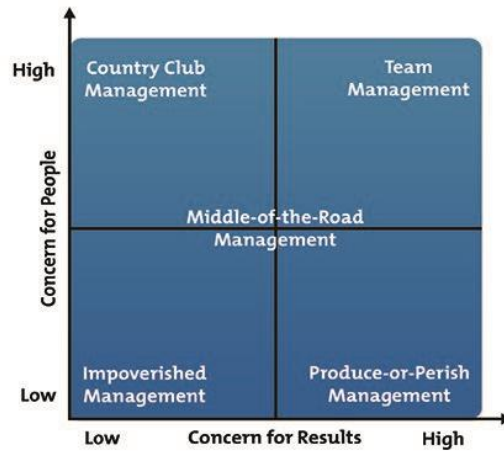 High
Country Club
Management
Team
Management
Concern for People
Middle-of-the-Road
Management
Impoverished
Management
Produce-or-Perish
Management
Low
Low
Concern for Results
High